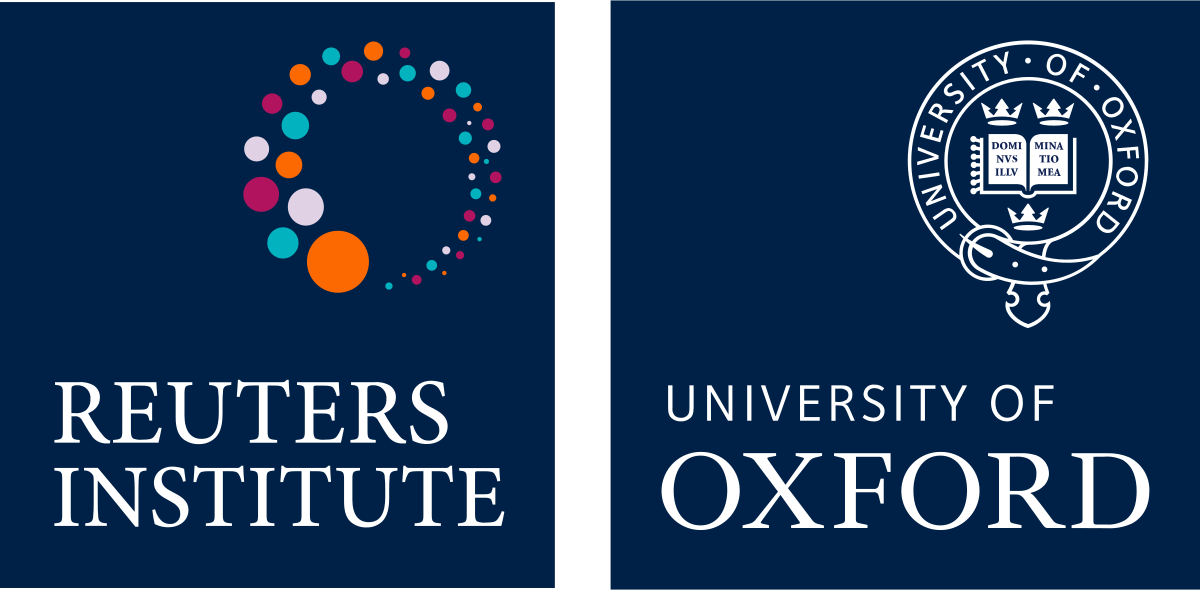 REUTERS
INSTITUTE
UNIVERSITY · OF · OXFORD
DOMI
NVS
ILLV
MINA
TIO
MEA
UNIVERSITY OF
OXFORD